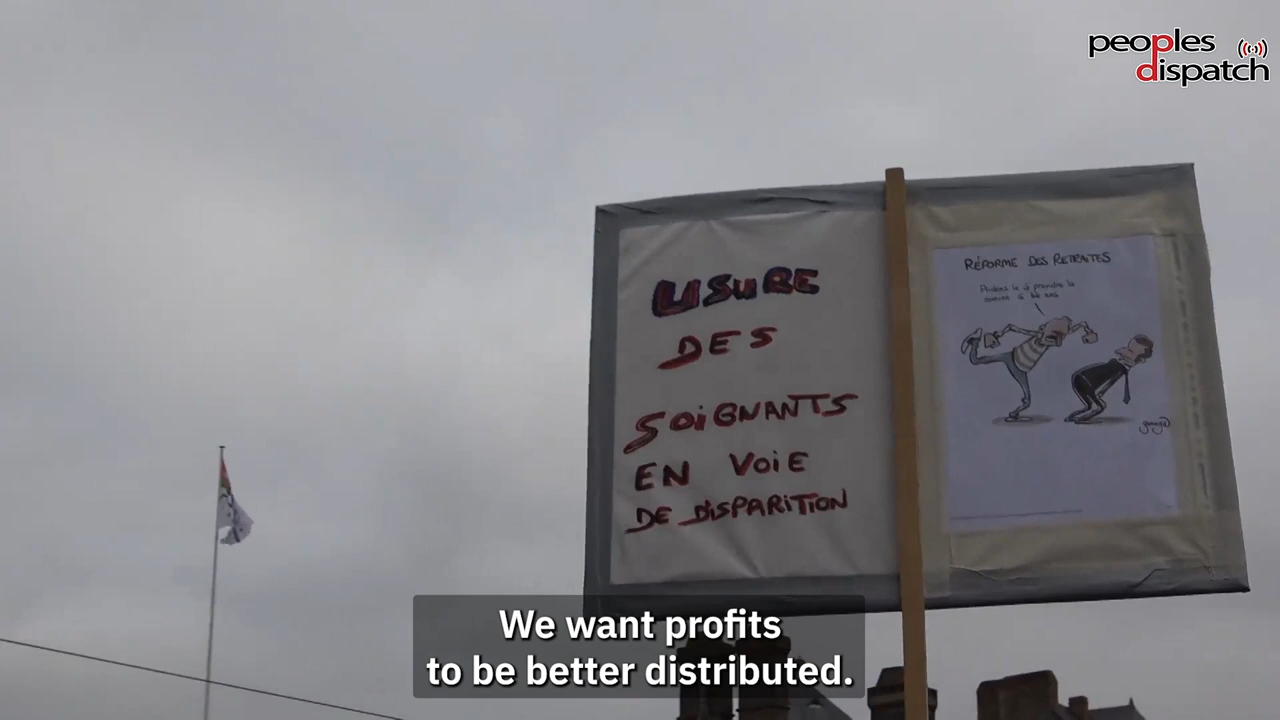 peoples
dispatch
USURE
DES
SOIGNANTS
EN VOIE
DE DISPARITION
RÉFORME DES RETRAITES
We want profits
to be better distributed.